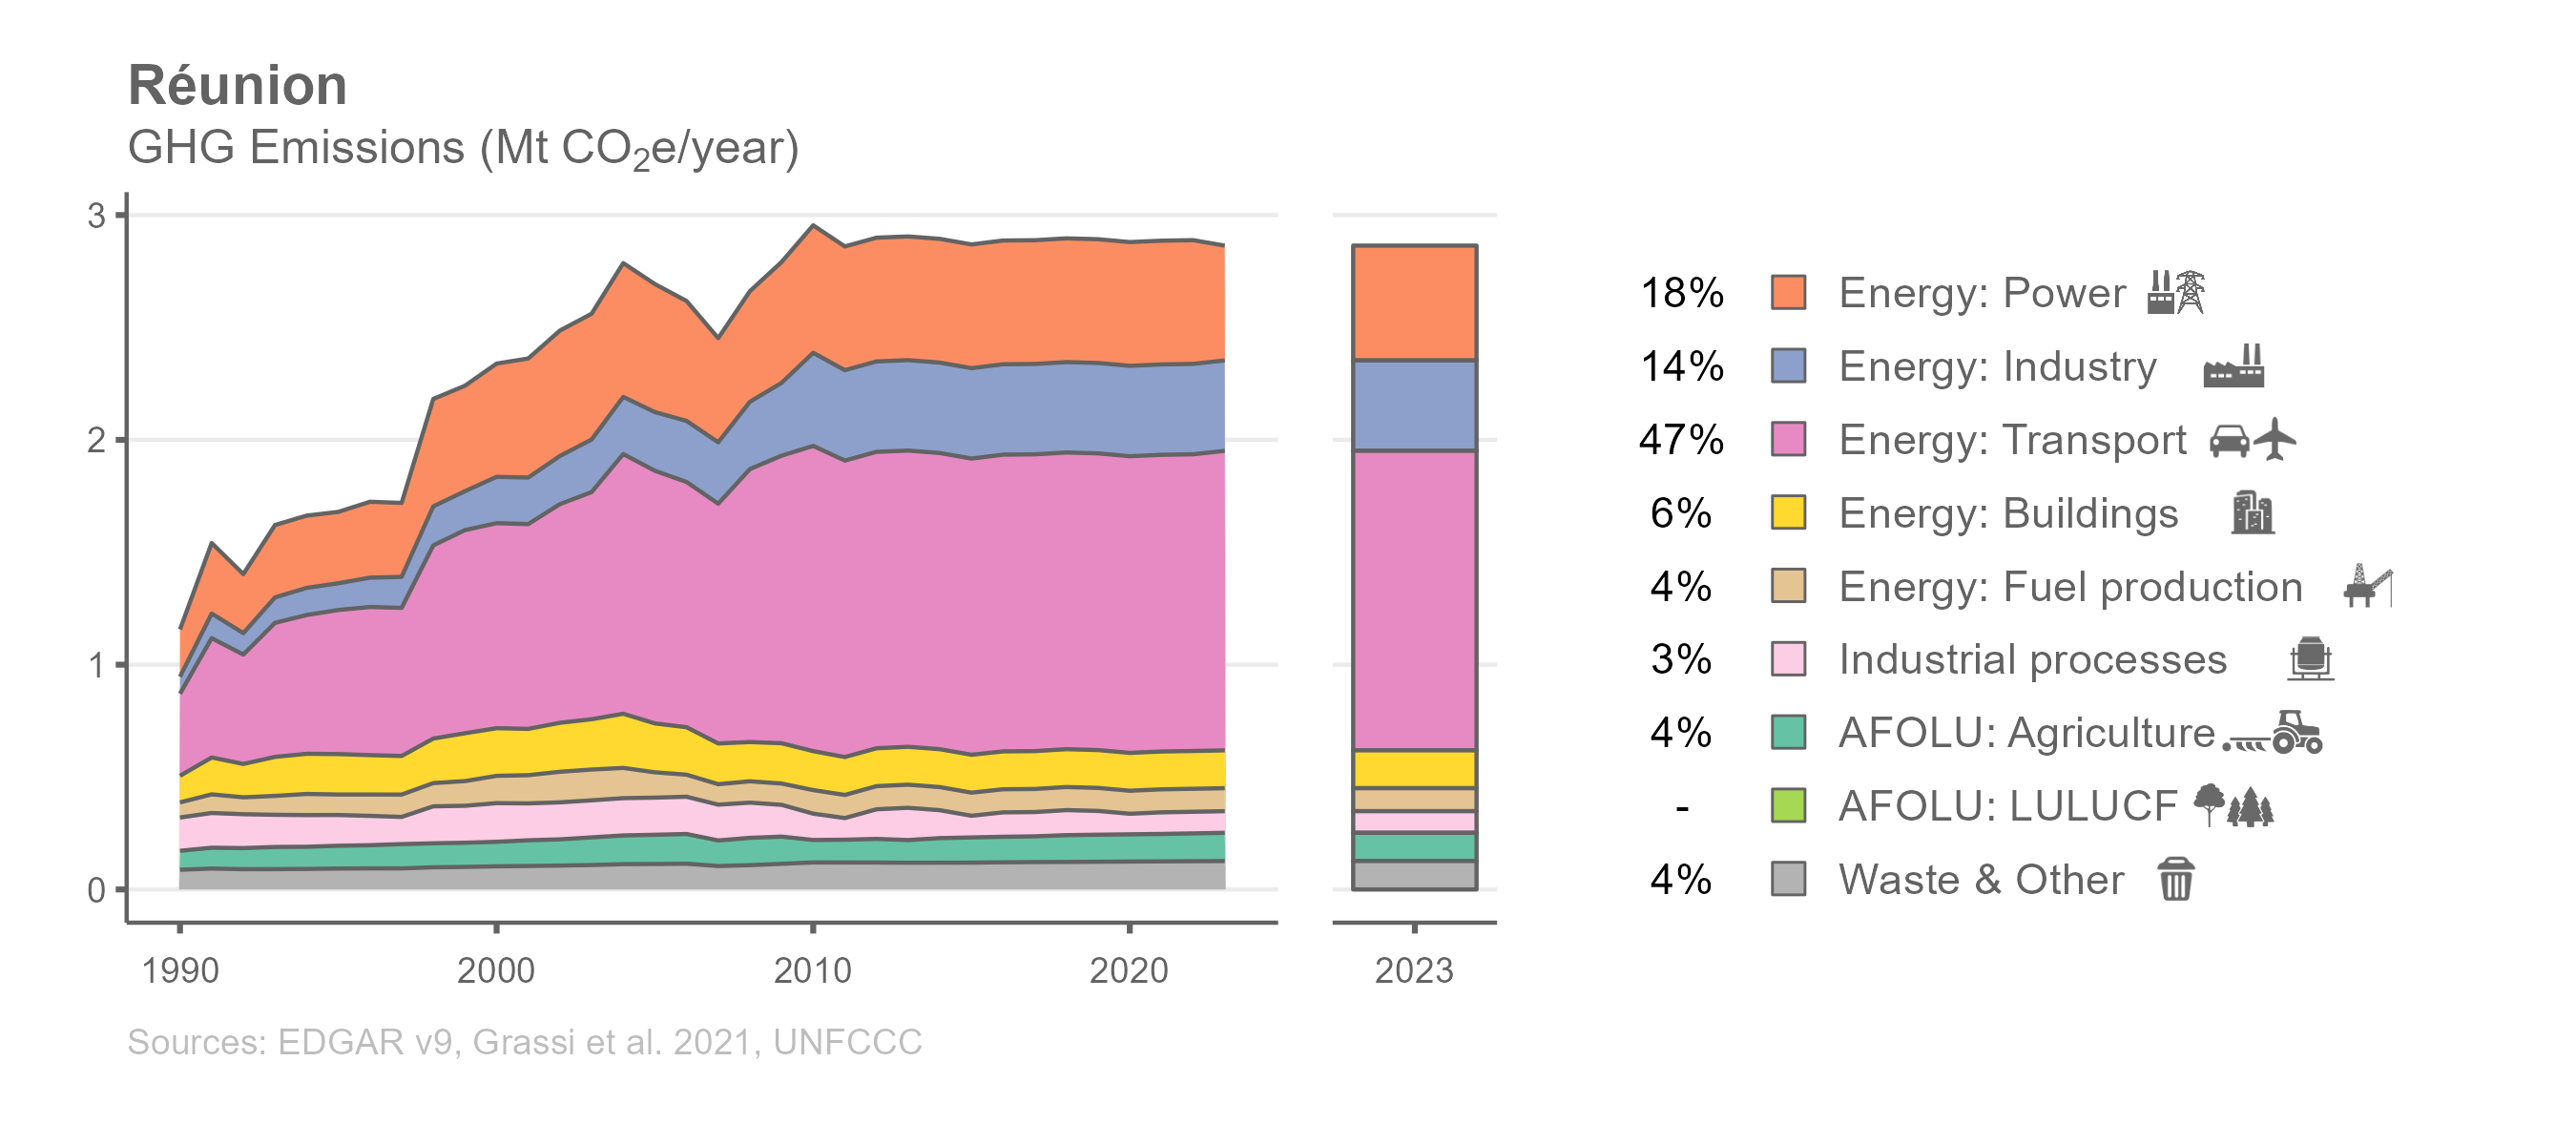 Réunion
GHG Emissions (Mt CO₂e/year)
3
2
1
0
1990 2000 2010 2020 2023
18% Energy: Power
14% Energy: Industry
47% Energy: Transport
6% Energy: Buildings
4% Energy: Fuel production
3% Industrial processes
4% AFOLU: Agriculture
- AFOLU: LULUCF
4% Waste & Other
Sources: EDGAR v9, Grassi et al. 2021, UNFCCC